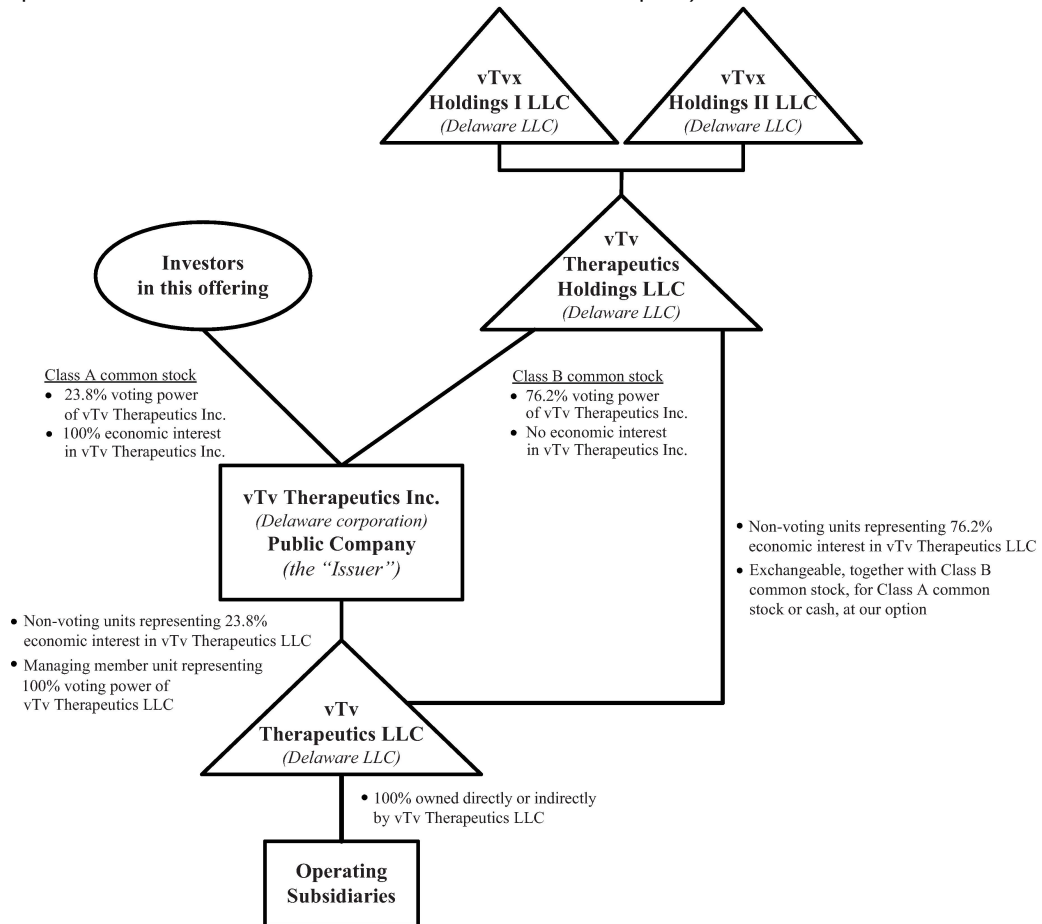 vTvx
Holdings I LLC
(Delaware LLC)
vTvx
Holdings II LLC
(Delaware LLC)
vTv
Therapeutics
Holdings LLC
(Delaware LLC)
Investors
in this offering
Class A common stock
• 23.8% voting power
of vTv Therapeutics Inc.
• 100% economic interest
in vTv Therapeutics Inc.
Class B common stock
• 76.2% voting power
of vTv Therapeutics Inc.
• No economic interest
in vTv Therapeutics Inc.
vTv Therapeutics Inc.
(Delaware corporation)
Public Company
(the “Issuer”)
• Non-voting units representing 76.2%
economic interest in vTv Therapeutics LLC
• Exchangeable, together with Class B
common stock, for Class A common
stock or cash, at our option
• Non-voting units representing 23.8%
economic interest in vTv Therapeutics LLC
• Managing member unit representing
100% voting power of
vTv Therapeutics LLC
vTv
Therapeutics LLC
(Delaware LLC)
• 100% owned directly or indirectly
by vTv Therapeutics LLC
Operating
Subsidiaries